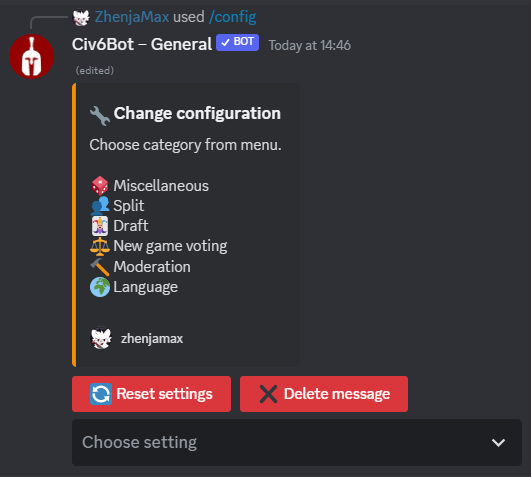 ZhenjaMax used /config
Civ6Bot – General ✓ BOT Today at 14:46
(edited)
Change configuration
Choose category from menu.
Miscellaneous
Split
Draft
New game voting
Moderation
Language
zhenjamax
Reset settings Delete message
Choose setting